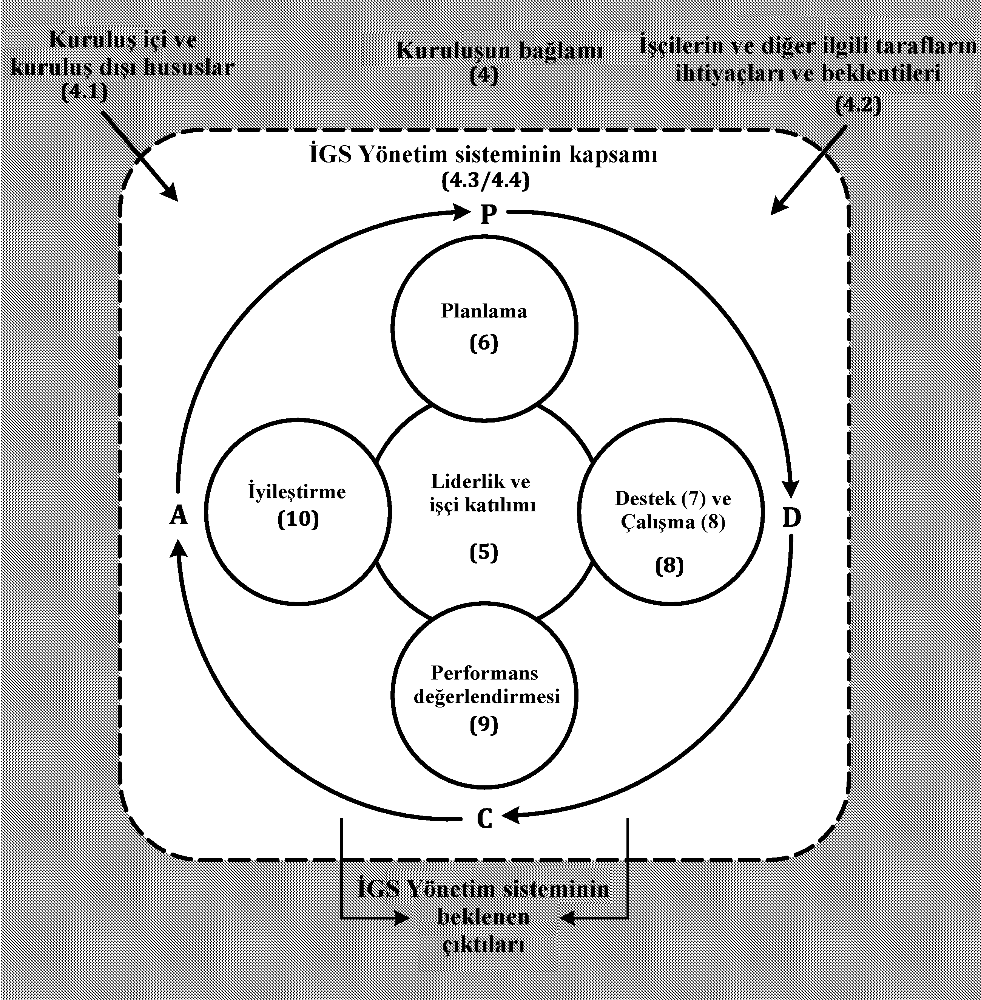 Kuruluş içi ve
kuruluş dışı hususlar
(4.1)
Kuruluşun bağlamı
(4)
İşçilerin ve diğer ilgili tarafların
ihtiyaçları ve beklentileri
(4.2)
İGS Yönetim sisteminin kapsamı
(4.3/4.4)
P
Planlama
(6)
A
İyileştirme
(10)
Liderlik ve
işçi katılımı
(5)
Destek (7) ve
Çalışma (8)
(8)
D
Performans
değerlendirmesi
(9)
C
İGS Yönetim sisteminin
beklenen
çıktıları